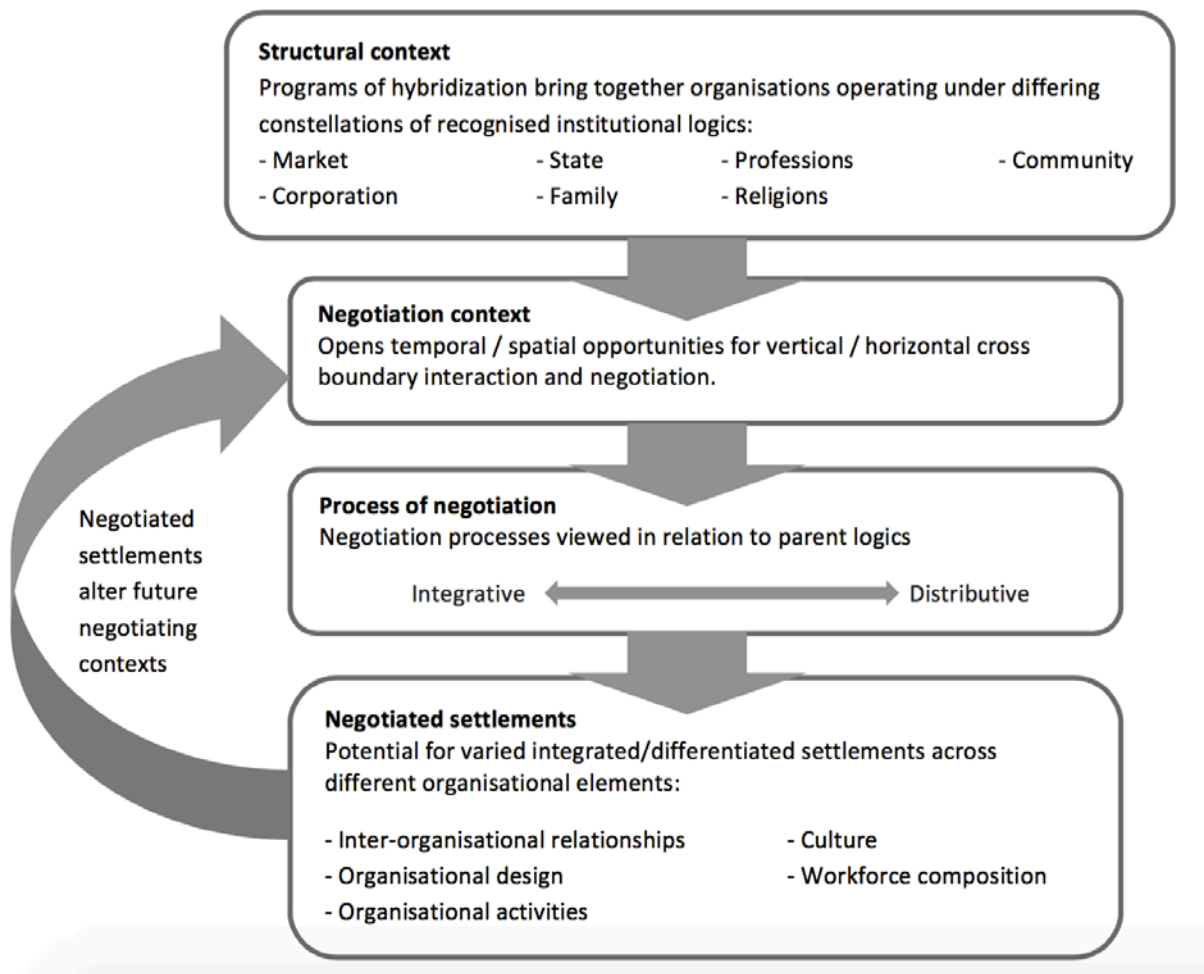 Structural context
Programs of hybridization bring together organisations operating under differing
constellations of recognised institutional logics:
- Market - State - Professions - Community
- Corporation - Family - Religions
Negotiation context
Opens temporal / spatial opportunities for vertical / horizontal cross
boundary interaction and negotiation.
Process of negotiation
Negotiation processes viewed in relation to parent logics
Integrative Distributive
Negotiated
settlements
alter future
negotiating
contexts
Negotiated settlements
Potential for varied integrated/differentiated settlements across
different organisational elements:
- Inter-organisational relationships - Culture
- Organisational design - Workforce composition
- Organisational activities